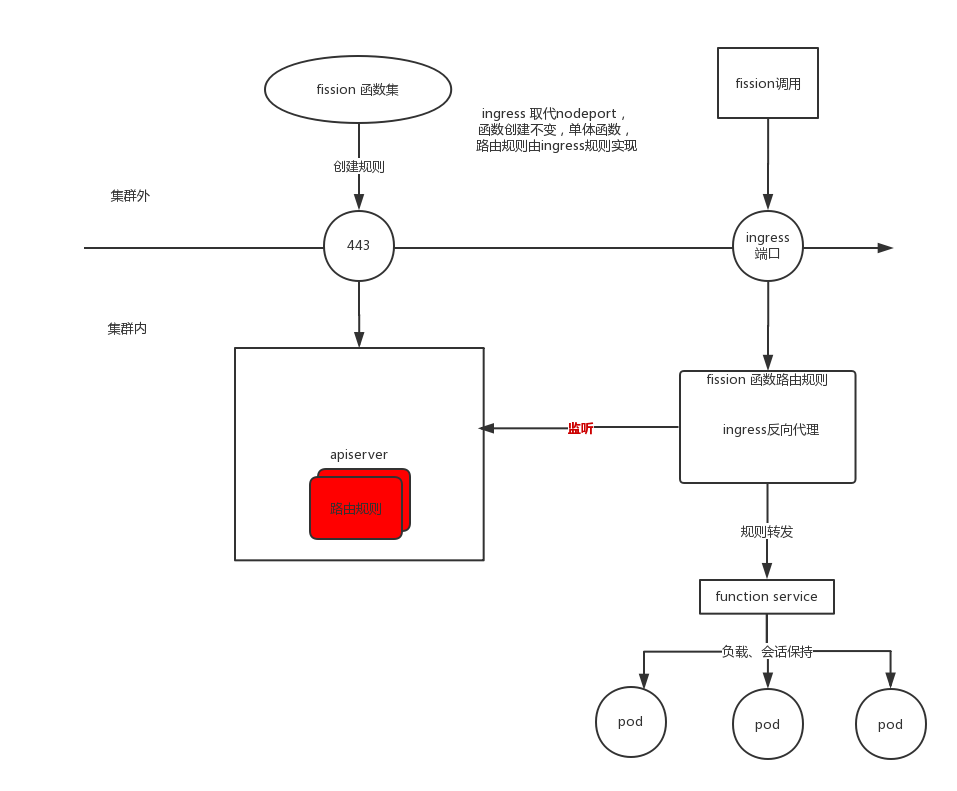 fission 函数集
fission调用
ingress 取代nodeport，
函数创建不变，单体函数，
路由规则由ingress规则实现
创建规则
集群外
443
ingress
端口
集群内
fission 函数路由规则
监听
ingress反向代理
apiserver
路由规则
规则转发
function service
负载、会话保持
pod
pod
pod